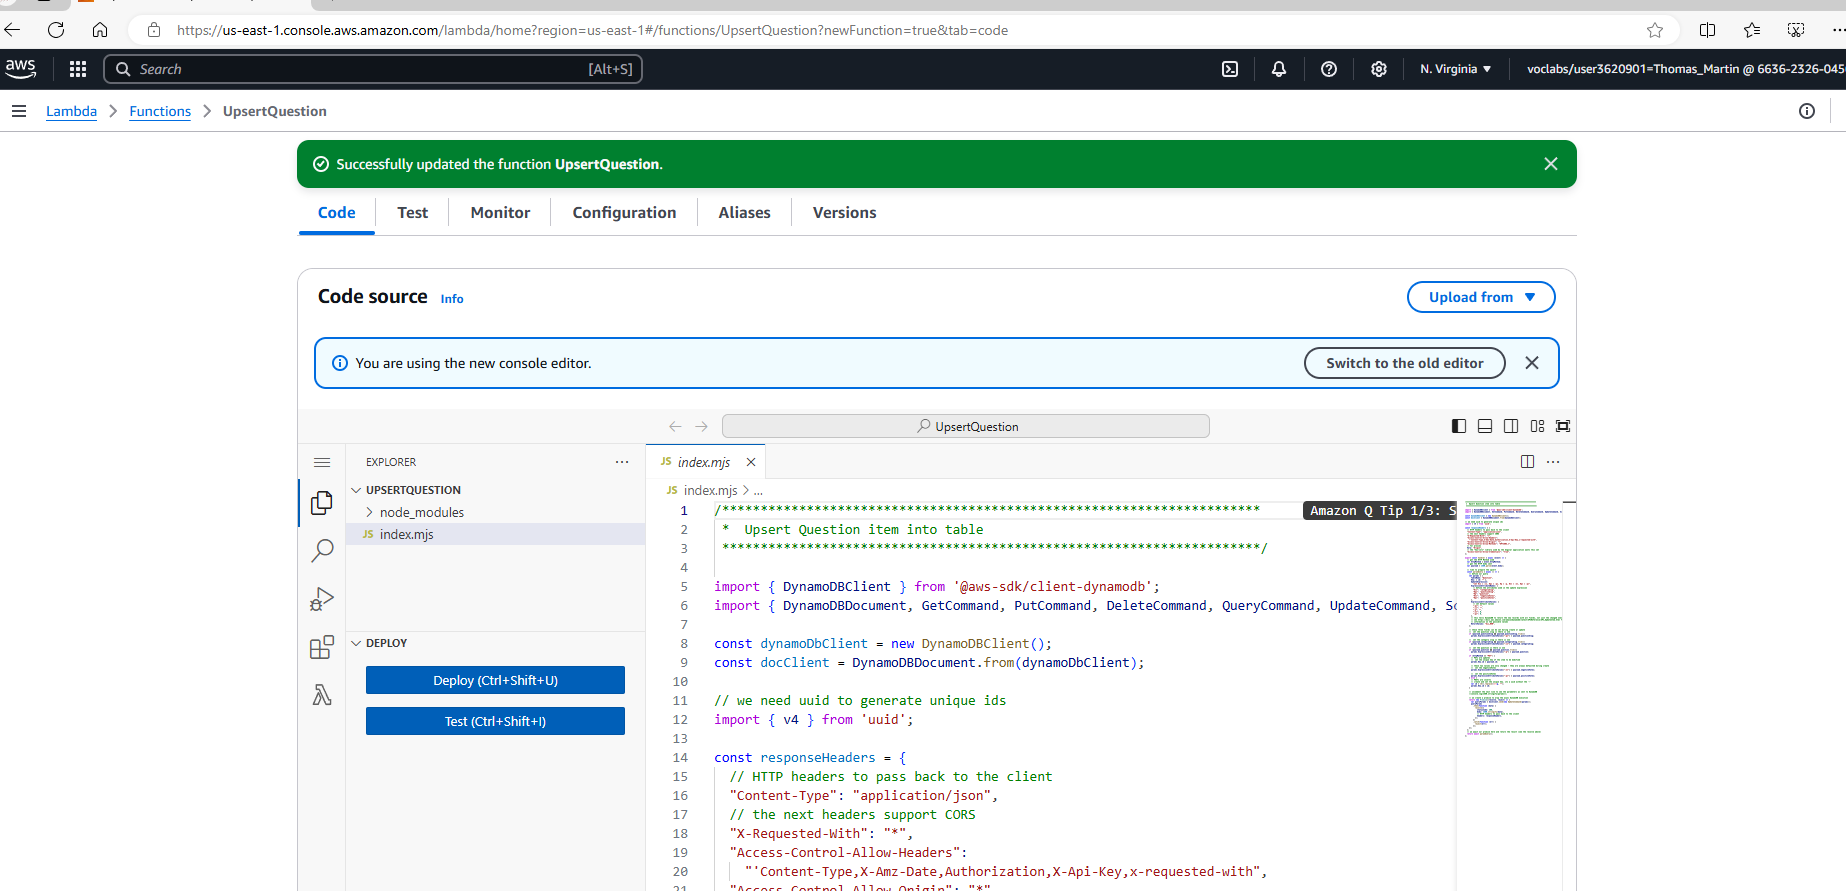 https://us-east-1.console.aws.amazon.com/lambda/home?region=us-east-1#/functions/UpsertQuestion?newFunction=true&tab=code
aws
Search
[Alt+S]
N. Virginia
voclabs/user3620901=Thomas_Martin @ 6636-2326-045
Lambda
Functions
UpsertQuestion
Successfully updated the function UpsertQuestion.
Code
Test
Monitor
Configuration
Aliases
Versions
Code source
Info
Upload from
You are using the new console editor.
Switch to the old editor
UpsertQuestion
EXPLORER
JS index.mjs
UPSERTQUESTION
JS index.mjs > ...
node_modules
JS index.mjs
1 /**********************************************************************
Amazon Q Tip 1/3: S
2 * Upsert Question item into table
3 **********************************************************************/
4
5 import { DynamoDBClient } from '@aws-sdk/client-dynamodb';
6 import { DynamoDBDocument, GetCommand, PutCommand, DeleteCommand, QueryCommand, UpdateCommand, Sc
7
8 const dynamoDbClient = new DynamoDBClient();
9 const docClient = DynamoDBDocument.from(dynamoDbClient);
10
11 // we need uuid to generate unique ids
12 import { v4 } from 'uuid';
13
14 const responseHeaders = {
15 // HTTP headers to pass back to the client
16 "Content-Type": "application/json",
17 // the next headers support CORS
18 "X-Requested-With": "*",
19 "Access-Control-Allow-Headers":
20 "'Content-Type,X-Amz-Date,Authorization,X-Api-Key,x-requested-with",
21 "Access-Control-Allow-Origin": "*"
DEPLOY
Deploy (Ctrl+Shift+U)
Test (Ctrl+Shift+I)